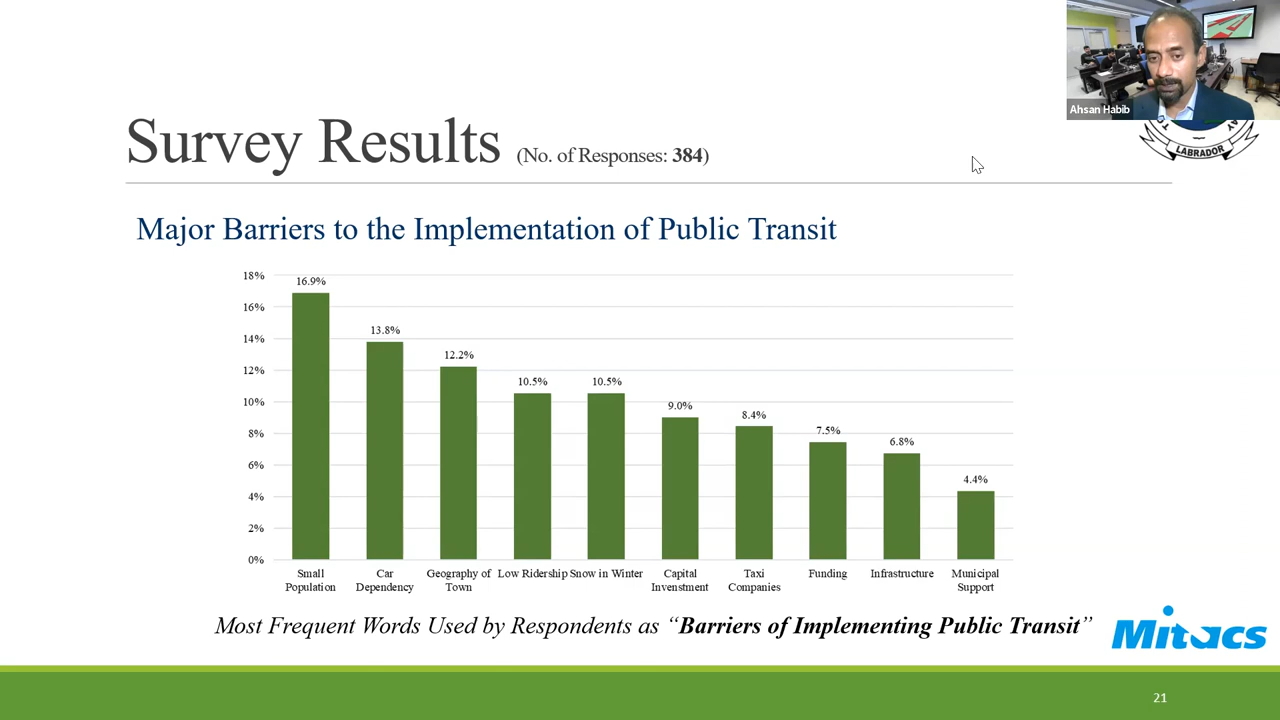 Ahsan Habib
LABRADOR
Survey Results (No. of Responses: 384)
Major Barriers to the Implementation of Public Transit
18%
16%
14%
12%
10%
8%
6%
4%
2%
0%
16.9%
13.8%
12.2%
10.5%
10.5%
9.0%
8.4%
7.5%
6.8%
4.4%
Small
Population
Car
Dependency
Geography of
Town
Low Ridership
Snow in Winter
Capital
Invenstment
Taxi
Companies
Funding
Infrastructure
Municipal
Support
Most Frequent Words Used by Respondents as “Barriers of Implementing Public Transit”
Mitacs
21